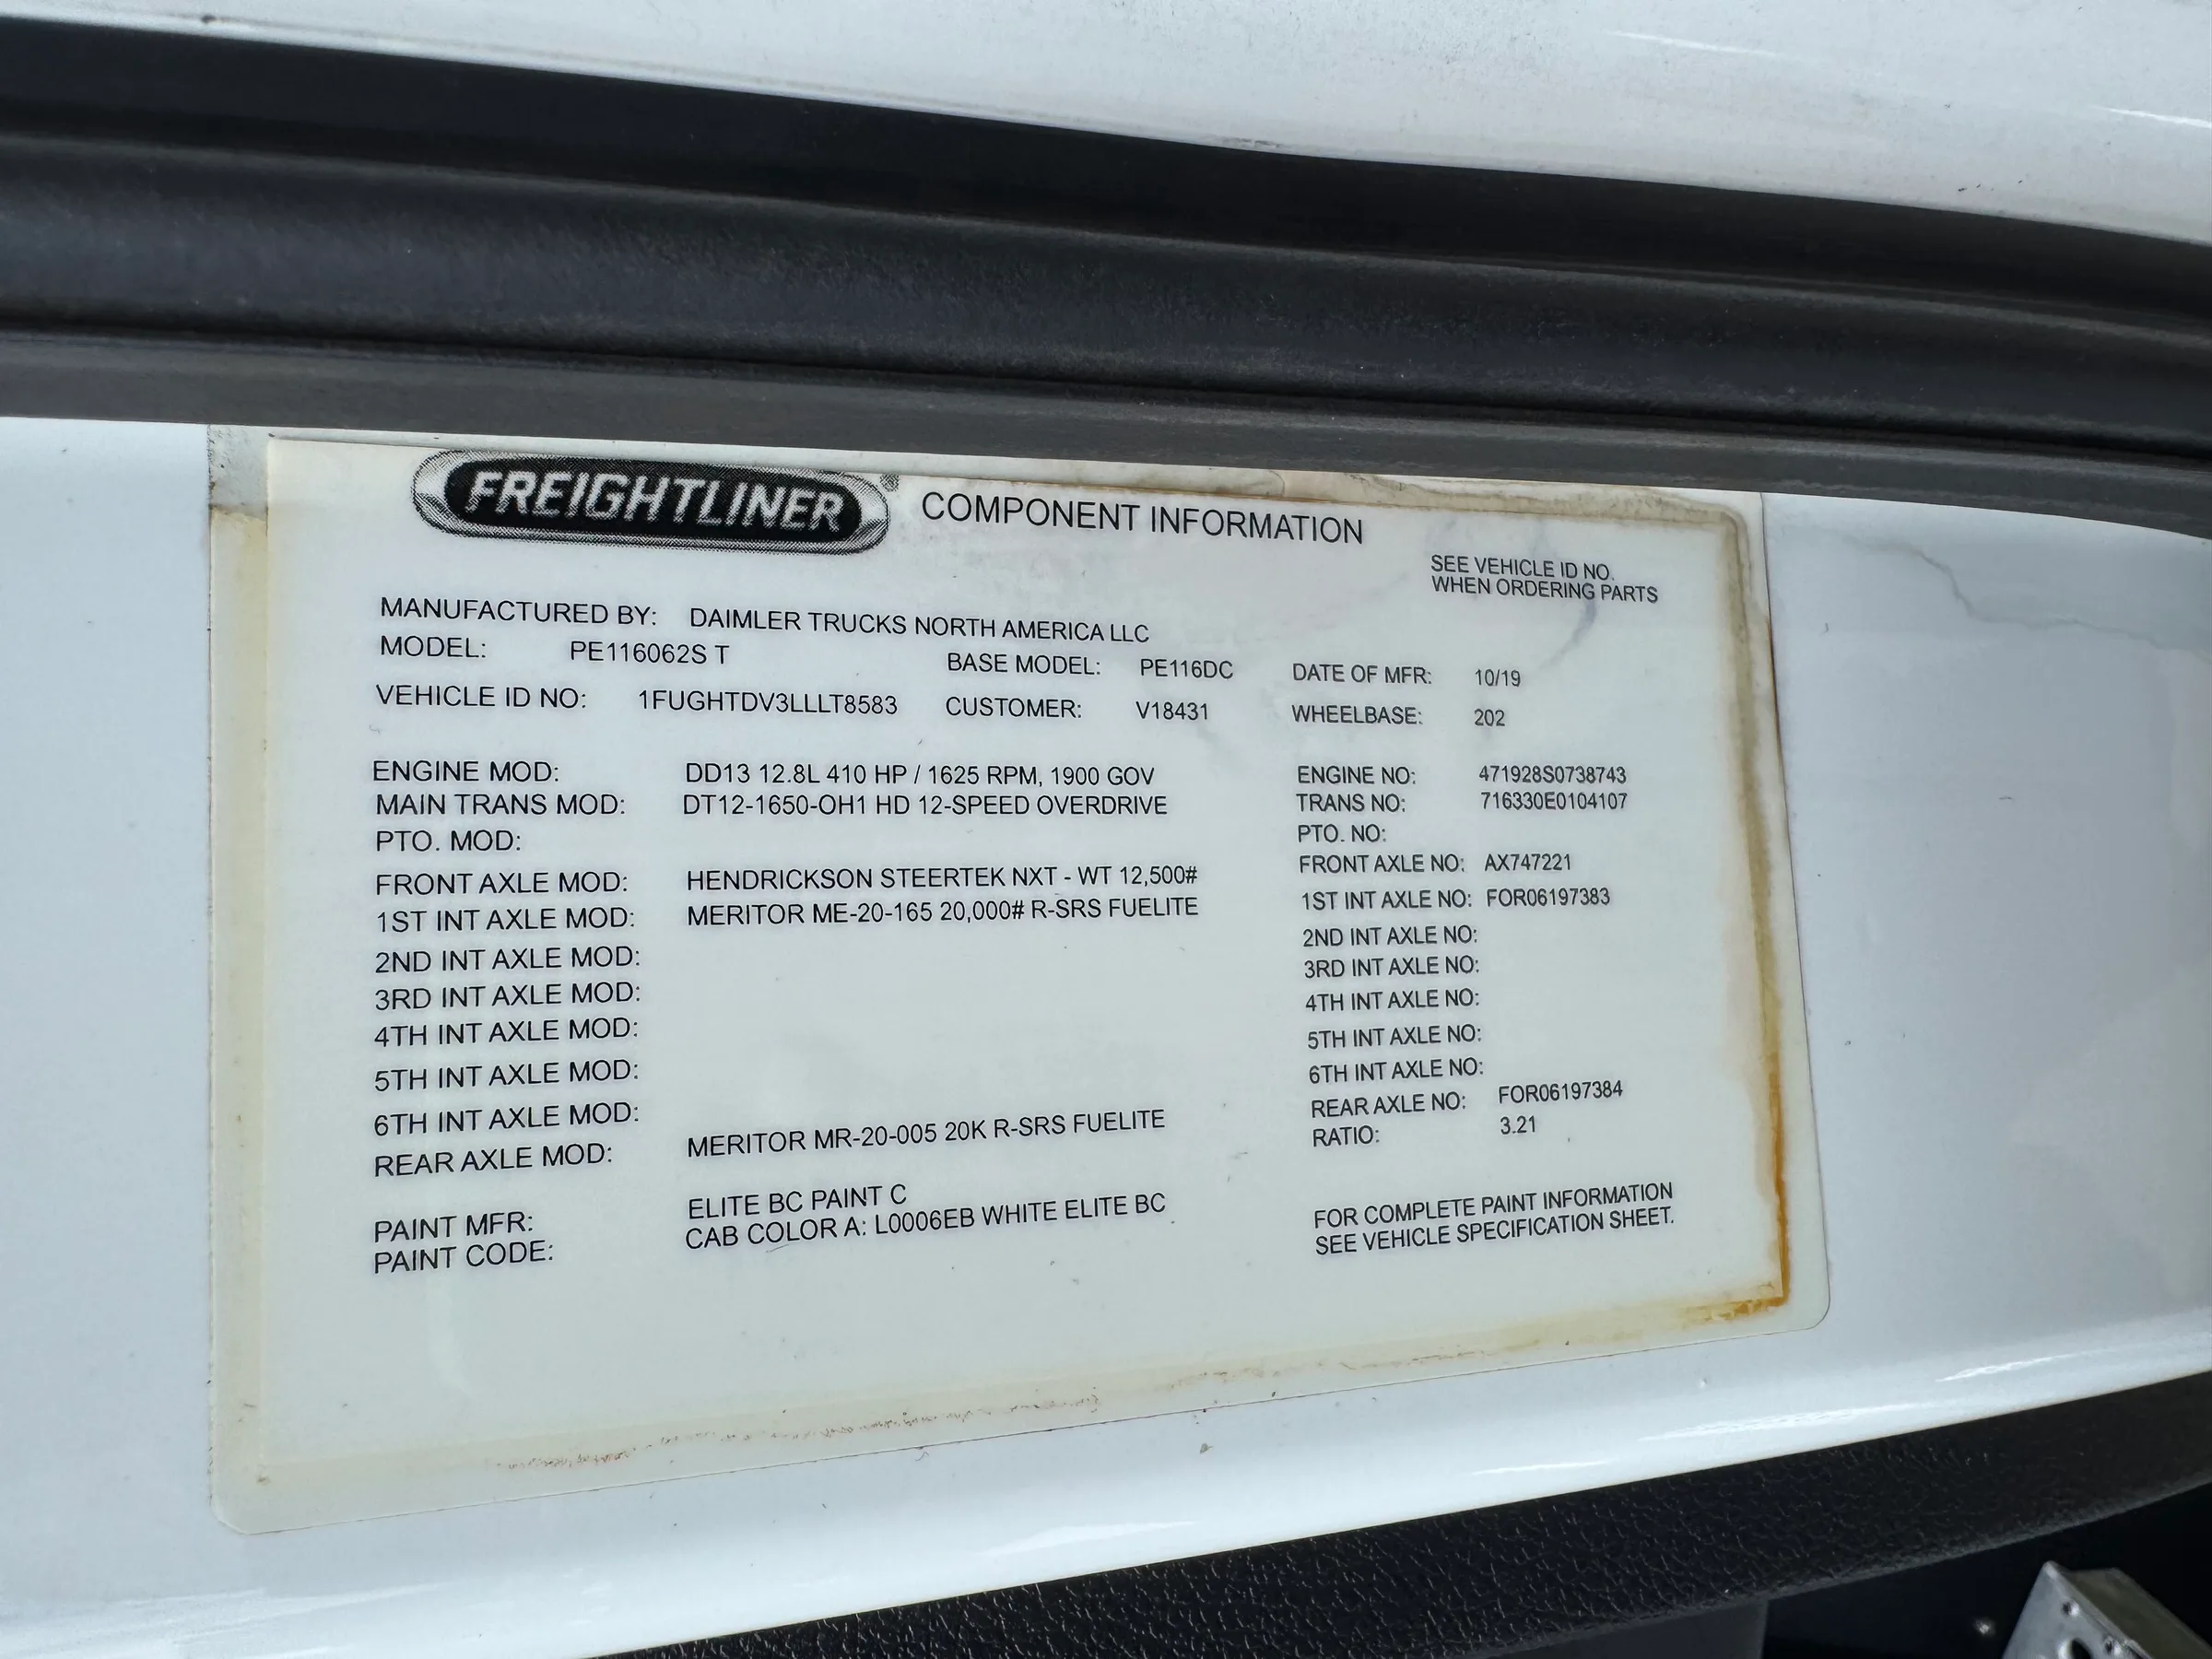 FREIGHTLINER® COMPONENT INFORMATION
SEE VEHICLE ID NO.
WHEN ORDERING PARTS
MANUFACTURED BY: DAIMLER TRUCKS NORTH AMERICA LLC
MODEL: PE116062S T BASE MODEL: PE116DC DATE OF MFR: 10/19
VEHICLE ID NO: 1FUGHTDV3LLLT8583 CUSTOMER: V18431 WHEELBASE: 202
ENGINE MOD: DD13 12.8L 410 HP / 1625 RPM, 1900 GOV ENGINE NO: 471928S0738743
MAIN TRANS MOD: DT12-1650-OH1 HD 12-SPEED OVERDRIVE TRANS NO: 716330E0104107
PTO. MOD: PTO. NO:
FRONT AXLE MOD: HENDRICKSON STEERTEK NXT - WT 12,500# FRONT AXLE NO: AX747221
1ST INT AXLE MOD: MERITOR ME-20-165 20,000# R-SRS FUELITE 1ST INT AXLE NO: FOR06197383
2ND INT AXLE MOD: 2ND INT AXLE NO:
3RD INT AXLE MOD: 3RD INT AXLE NO:
4TH INT AXLE MOD: 4TH INT AXLE NO:
5TH INT AXLE MOD: 5TH INT AXLE NO:
6TH INT AXLE MOD: 6TH INT AXLE NO:
REAR AXLE MOD: MERITOR MR-20-005 20K R-SRS FUELITE REAR AXLE NO: FOR06197384
RATIO: 3.21
PAINT MFR: ELITE BC PAINT C
PAINT CODE: CAB COLOR A: L0006EB WHITE ELITE BC
FOR COMPLETE PAINT INFORMATION
SEE VEHICLE SPECIFICATION SHEET.